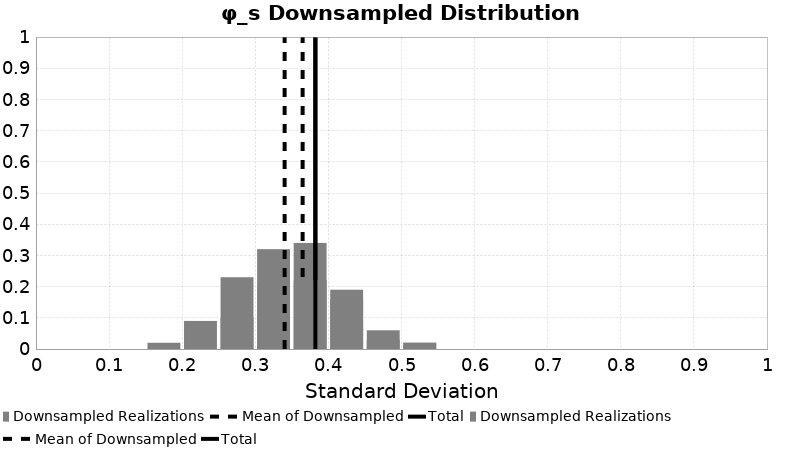 φ_s Downsampled Distribution
1
0.9
0.8
0.7
0.6
0.5
0.4
0.3
0.2
0.1
0
0 0.1 0.2 0.3 0.4 0.5 0.6 0.7 0.8 0.9 1
Standard Deviation
Downsampled Realizations Mean of Downsampled Total Downsampled Realizations
Mean of Downsampled Total